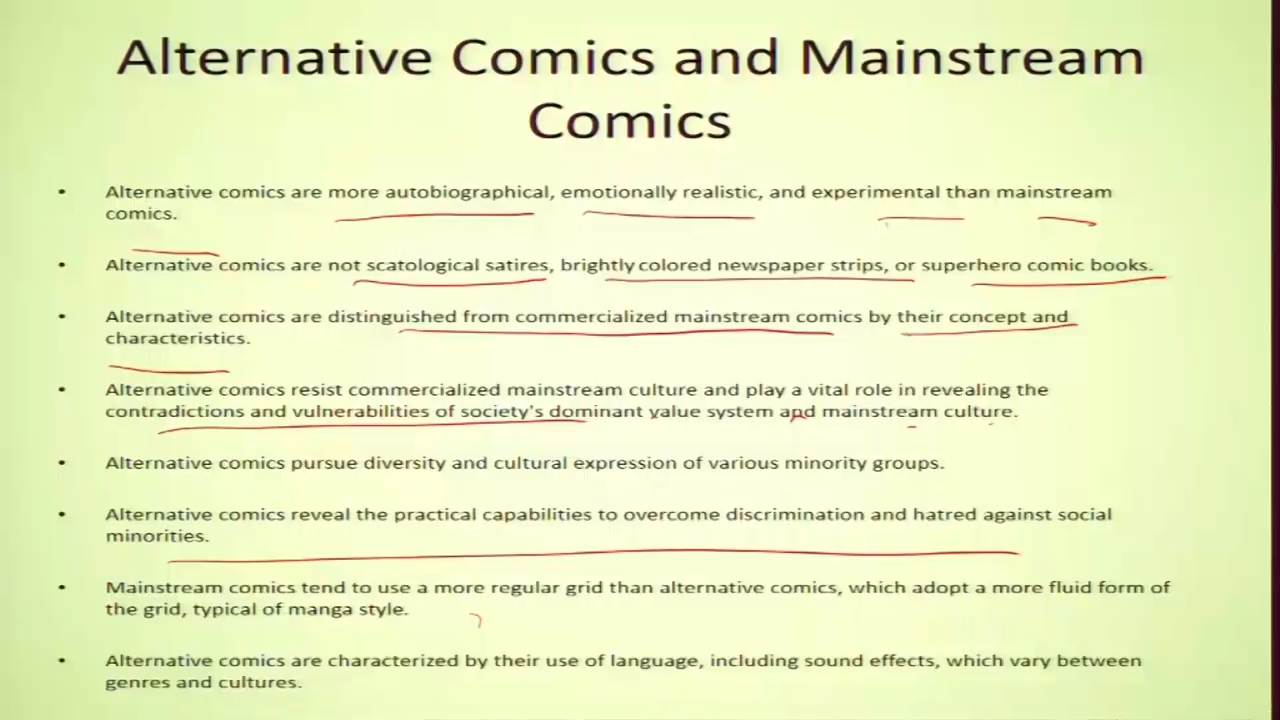 Alternative Comics and Mainstream
Comics
• Alternative comics are more autobiographical, emotionally realistic, and experimental than mainstream
comics.
• Alternative comics are not scatological satires, brightly colored newspaper strips, or superhero comic books.
• Alternative comics are distinguished from commercialized mainstream comics by their concept and
characteristics.
• Alternative comics resist commercialized mainstream culture and play a vital role in revealing the
contradictions and vulnerabilities of society's dominant value system and mainstream culture.
• Alternative comics pursue diversity and cultural expression of various minority groups.
• Alternative comics reveal the practical capabilities to overcome discrimination and hatred against social
minorities.
• Mainstream comics tend to use a more regular grid than alternative comics, which adopt a more fluid form of
the grid, typical of manga style.
• Alternative comics are characterized by their use of language, including sound effects, which vary between
genres and cultures.